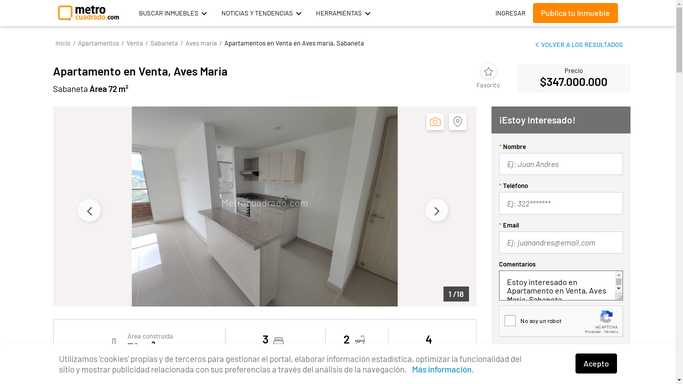 metro
cuadrado.com
BUSCAR INMUEBLES
NOTICIAS Y TENDENCIAS
HERRAMIENTAS
INGRESAR
Publica tu Inmueble
Inicio / Apartamentos / Venta / Sabaneta / Aves maria / Apartamentos en Venta en Aves maria, Sabaneta
VOLVER A LOS RESULTADOS
Apartamento en Venta, Aves Maria
Sabaneta Área 72 m²
Favorito
Precio
$347.000.000
Metrocuadrado.com
1 /18
¡Estoy Interesado!
* Nombre
Ej: Juan Andres
* Teléfono
Ej: 322*******
* Email
Ej: juanandres@email.com
Comentarios
Estoy interesado en
Apartamento en Venta, Aves
Maria-Sabaneta
No soy un robot
reCAPTCHA
Privacidad - Términos
Área construida
3
2
4
Utilizamos 'cookies' propias y de terceros para gestionar el portal, elaborar información estadística, optimizar la funcionalidad del
sitio y mostrar publicidad relacionada con sus preferencias a través del análisis de la navegación. Más información.
Acepto